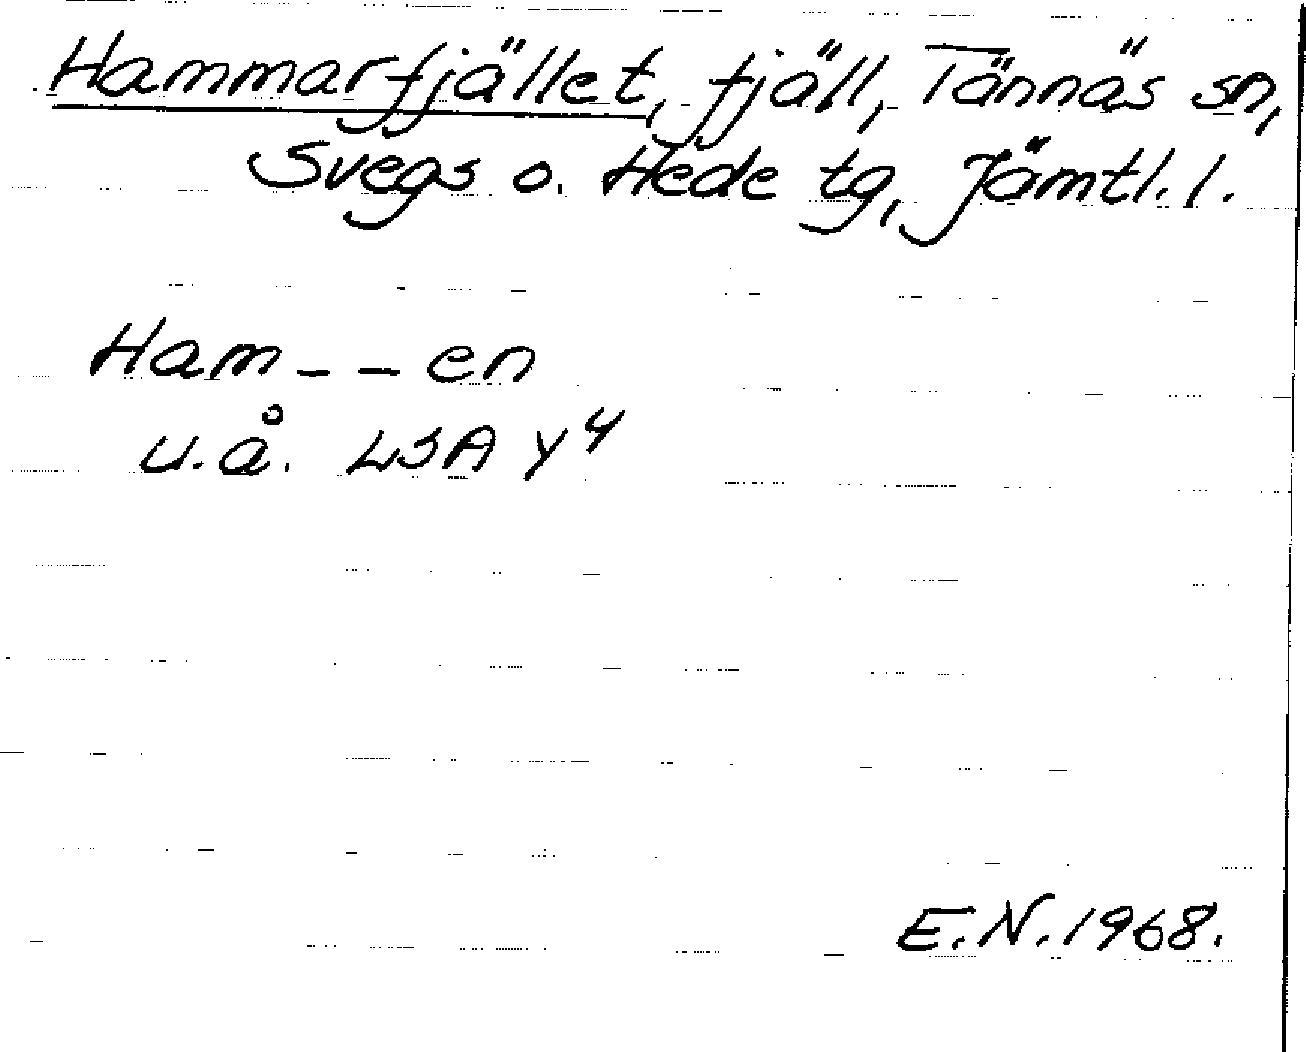 Hammarfjället, fjäll, Tännäs sn,
Svegs o. Hede tg, Jämtl. l.
Ham - - en
u.å. LSA Y4
E.N. 1968.